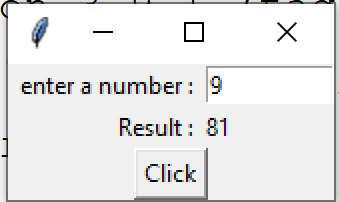 enter a number : 9
Result : 81
Click